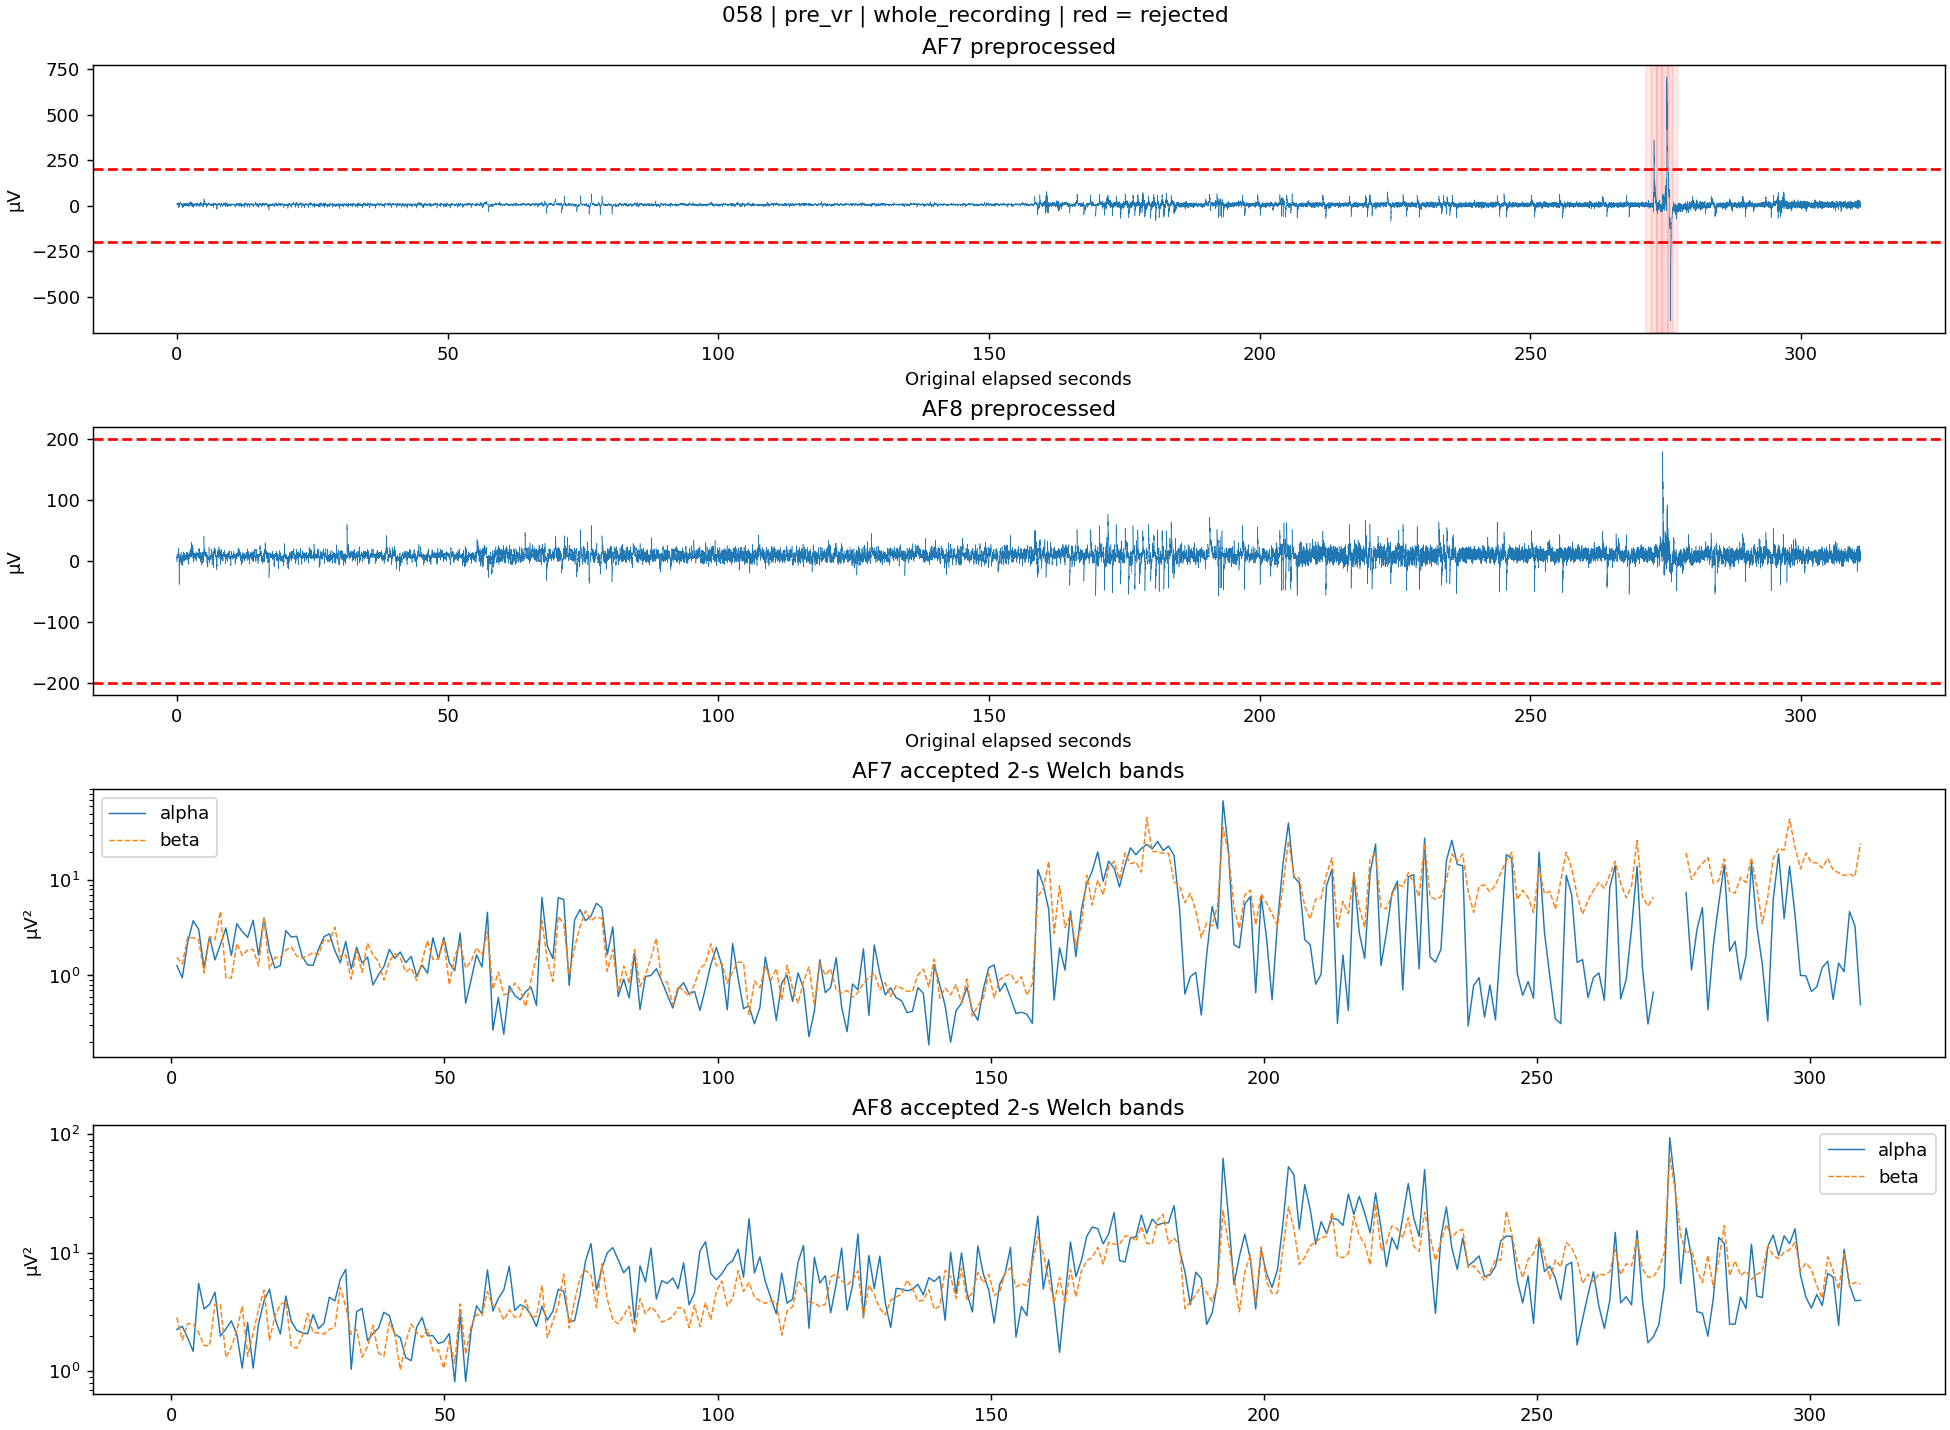 058 | pre_vr | whole_recording | red = rejected
AF7 preprocessed
750
500
250
0
−250
−500
µV
0 50 100 150 200 250 300
Original elapsed seconds
AF8 preprocessed
200
100
0
−100
−200
µV
0 50 100 150 200 250 300
Original elapsed seconds
AF7 accepted 2-s Welch bands
alpha
beta
10¹
10⁰
µV²
0 50 100 150 200 250 300
AF8 accepted 2-s Welch bands
alpha
beta
10²
10¹
10⁰
µV²
0 50 100 150 200 250 300